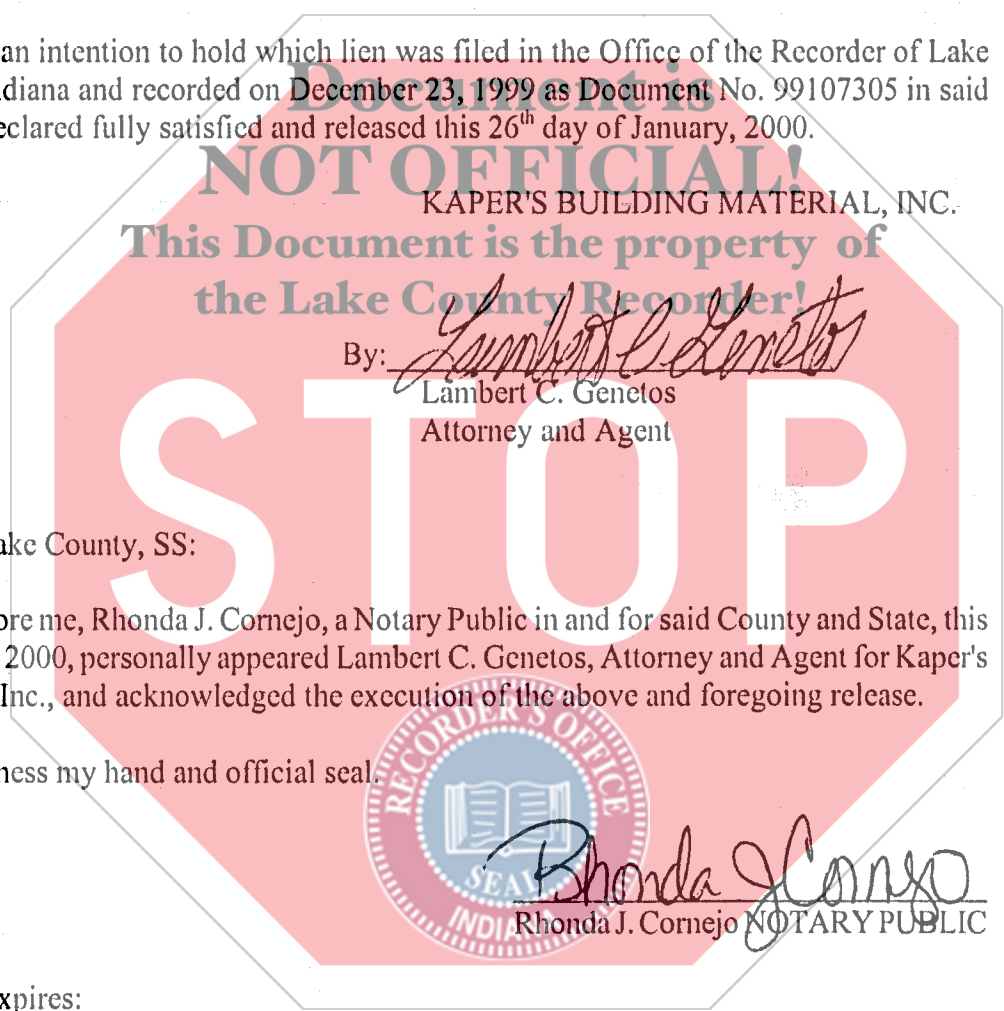 an intention to hold which lien was filed in the Office of the Recorder of Lake
diana and recorded on December 23, 1999 as Document No. 99107305 in said
eclared fully satisfied and released this 26th day of January, 2000.
Document is
NOT OFFICIAL!
KAPER'S BUILDING MATERIAL, INC.
This Document is the property of
the Lake County Recorder!
By: Lambert C Genetos
Lambert C. Genetos
Attorney and Agent
STOP
ake County, SS:
ore me, Rhonda J. Cornejo, a Notary Public in and for said County and State, this
2000, personally appeared Lambert C. Genetos, Attorney and Agent for Kaper's
Inc., and acknowledged the execution of the above and foregoing release.
ness my hand and official seal.
RECORDER'S OFFICE
SEAL
INDIANA
Rhonda J Cornejo
Rhonda J. Cornejo NOTARY PUBLIC
xpires: